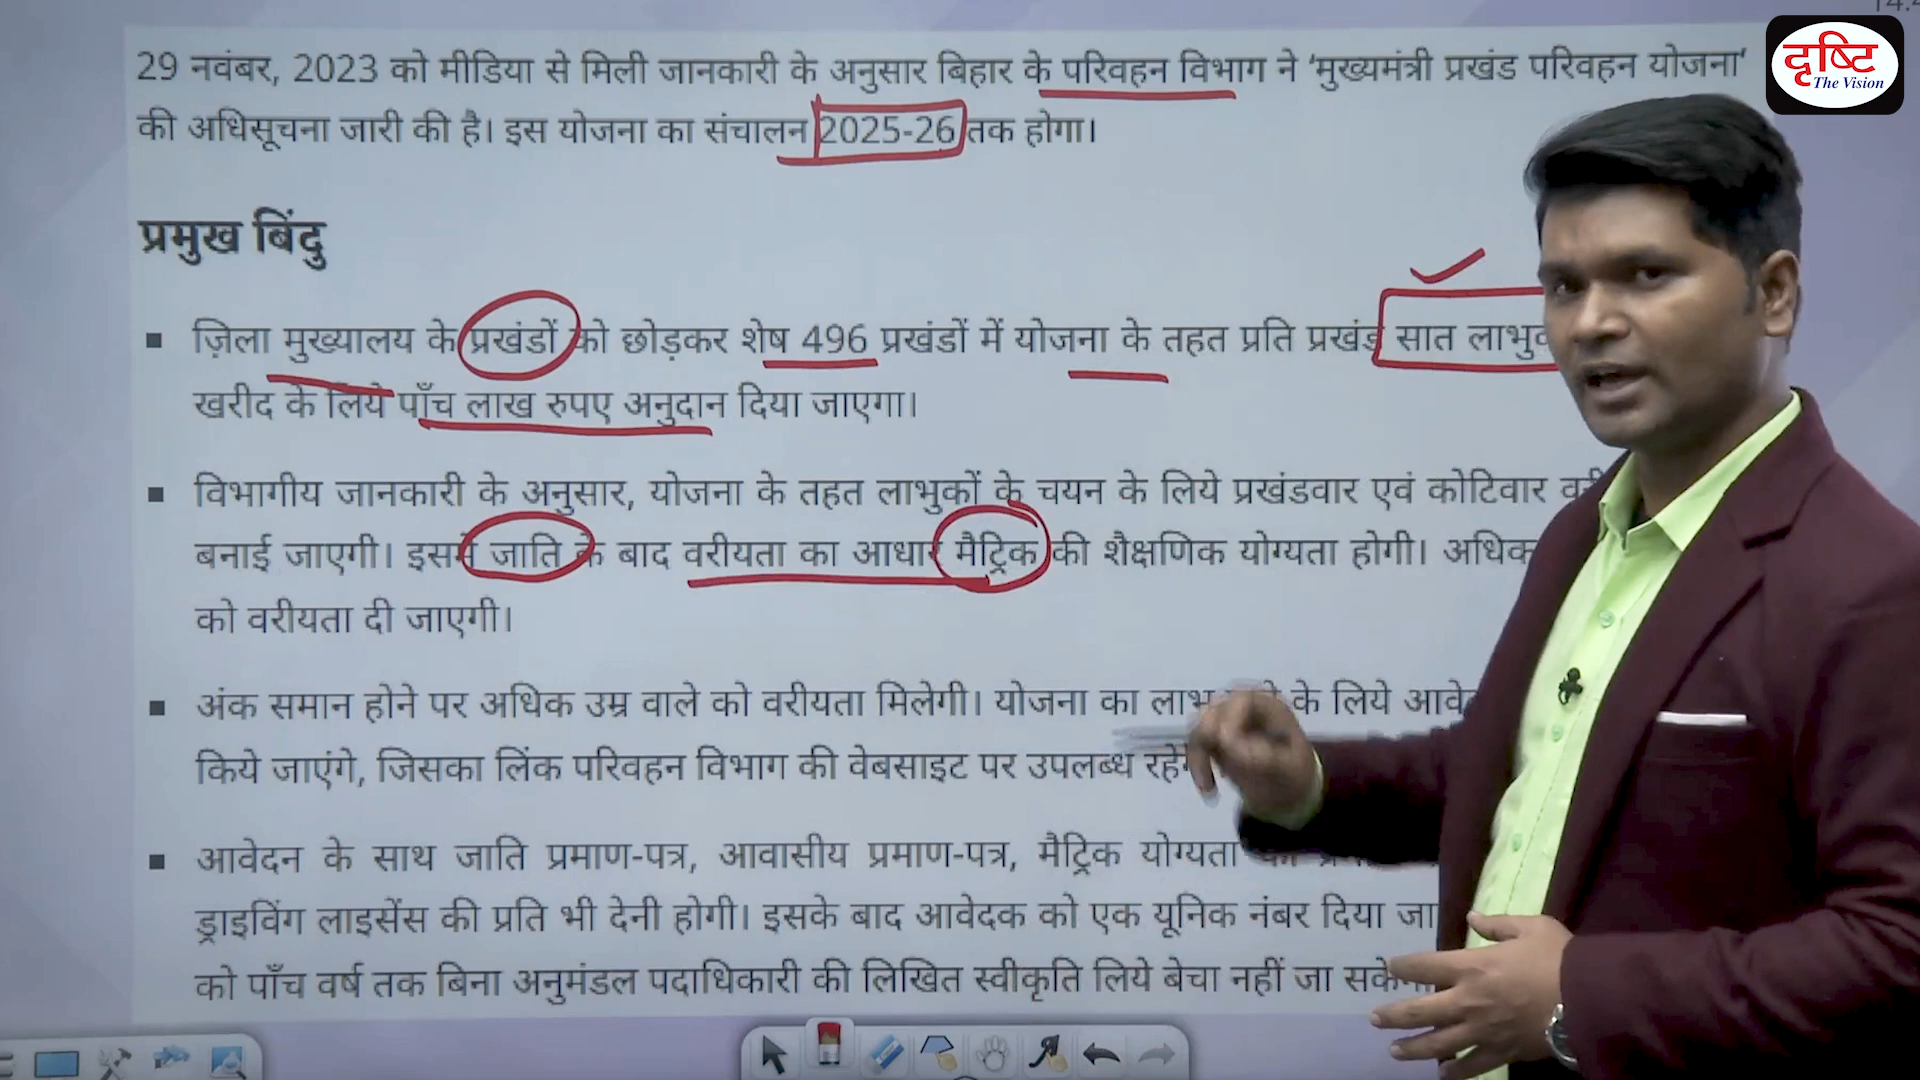 14:4
दृष्टि
The Vision
29 नवंबर, 2023 को मीडिया से मिली जानकारी के अनुसार बिहार के परिवहन विभाग ने 'मुख्यमंत्री प्रखंड परिवहन योजना'
की अधिसूचना जारी की है। इस योजना का संचालन 2025-26 तक होगा।
प्रमुख बिंदु
▪ ज़िला मुख्यालय के प्रखंडों को छोड़कर शेष 496 प्रखंडों में योजना के तहत प्रति प्रखंड सात
खरीद के लिये पाँच लाख रुपए अनुदान दिया जाएगा।
▪ विभागीय जानकारी के अनुसार, योजना के तहत लाभुकों के चयन के लिये प्रखंडवार एवं कोटिवार
बनाई जाएगी। इसमें जाति के बाद वरीयता का आधार मैट्रिक की शैक्षणिक योग्यता होगी। अधिक
को वरीयता दी जाएगी।
▪ अंक समान होने पर अधिक उम्र वाले को वरीयता मिलेगी। योजना का के लिये
किये जाएंगे, जिसका लिंक परिवहन विभाग की वेबसाइट पर उपलब्ध
▪ आवेदन के साथ जाति प्रमाण-पत्र, आवासीय प्रमाण-पत्र, मैट्रिक योग्यता
ड्राइविंग लाइसेंस की प्रति भी देनी होगी। इसके बाद आवेदक को एक यूनिक नंबर दिया
को पाँच वर्ष तक बिना अनुमंडल पदाधिकारी की लिखित स्वीकृति लिये बेचा नहीं जा